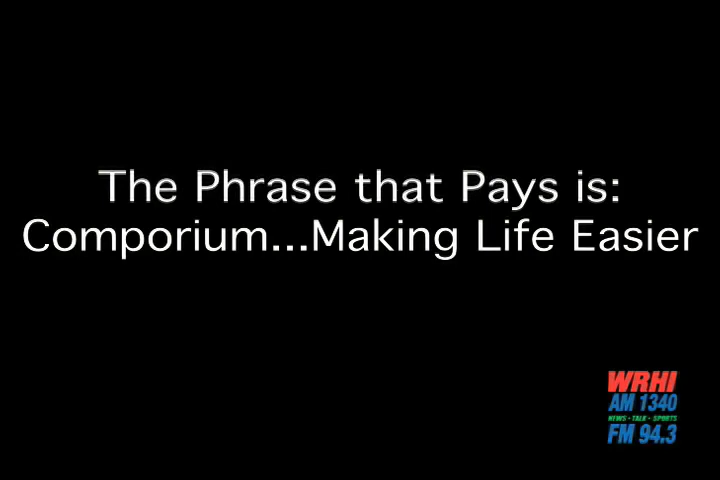 The Phrase that Pays is:
Comporium...Making Life Easier
WRHI
AM 1340
NEWS • TALK • SPORTS
FM 94.3